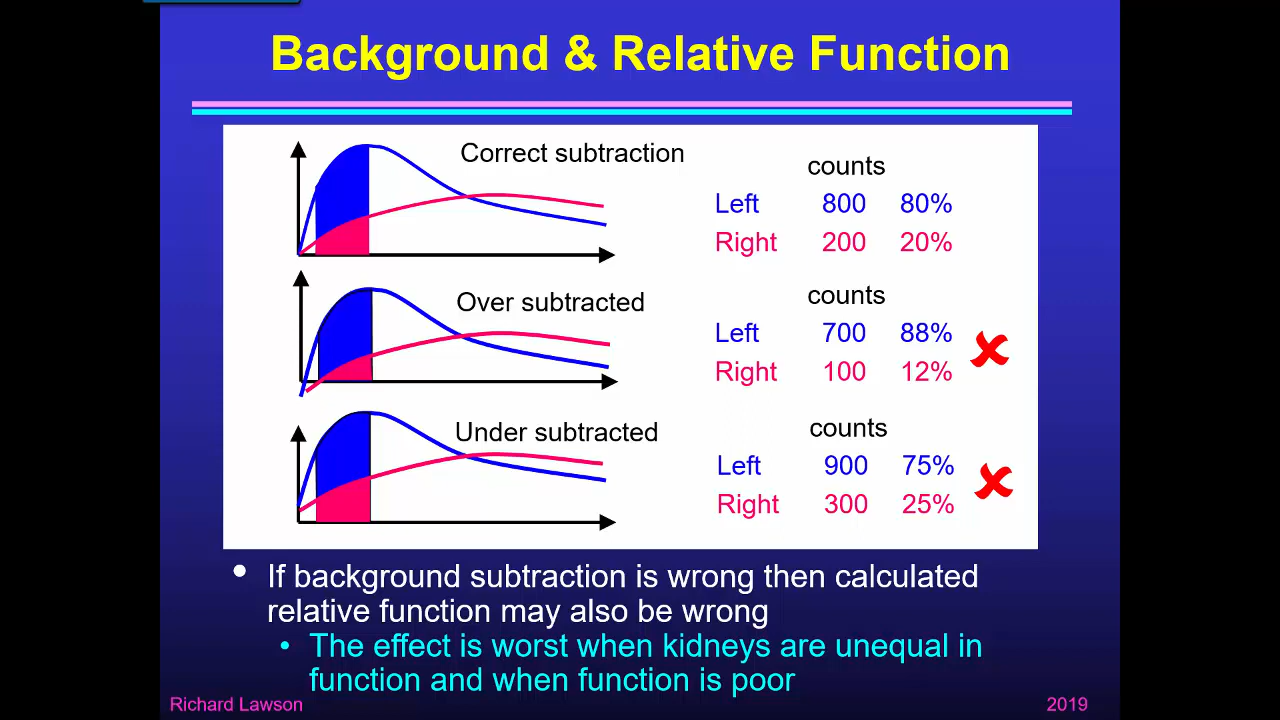 Background & Relative Function
Correct subtraction
counts
Left 800 80%
Right 200 20%
Over subtracted
counts
Left 700 88%
Right 100 12%
Under subtracted
counts
Left 900 75%
Right 300 25%
• If background subtraction is wrong then calculated
relative function may also be wrong
• The effect is worst when kidneys are unequal in
function and when function is poor
Richard Lawson
2019